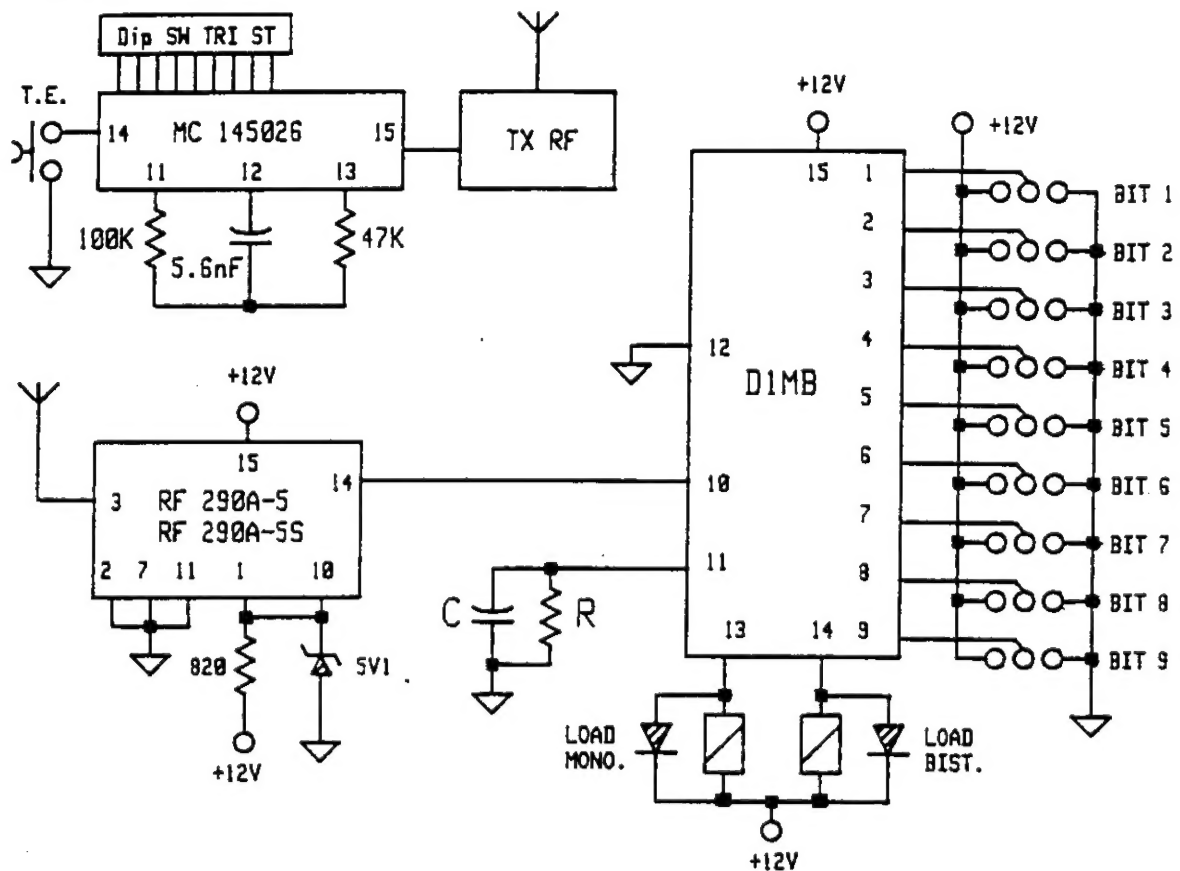 Dip SW TRI ST
T.E.
14
MC 145026
15
11
12
13
100K
5.6nF
47K
TX RF
+12V
+12V
15
1
BIT 1
2
BIT 2
3
BIT 3
4
BIT 4
5
BIT 5
6
BIT 6
7
BIT 7
8
BIT 8
9
BIT 9
12
D1MB
10
11
13
14
+12V
15
14
3
RF 290A-5
RF 290A-5S
2
7
11
1
10
820
5V1
+12V
C
R
LOAD
MONO.
LOAD
BIST.
+12V